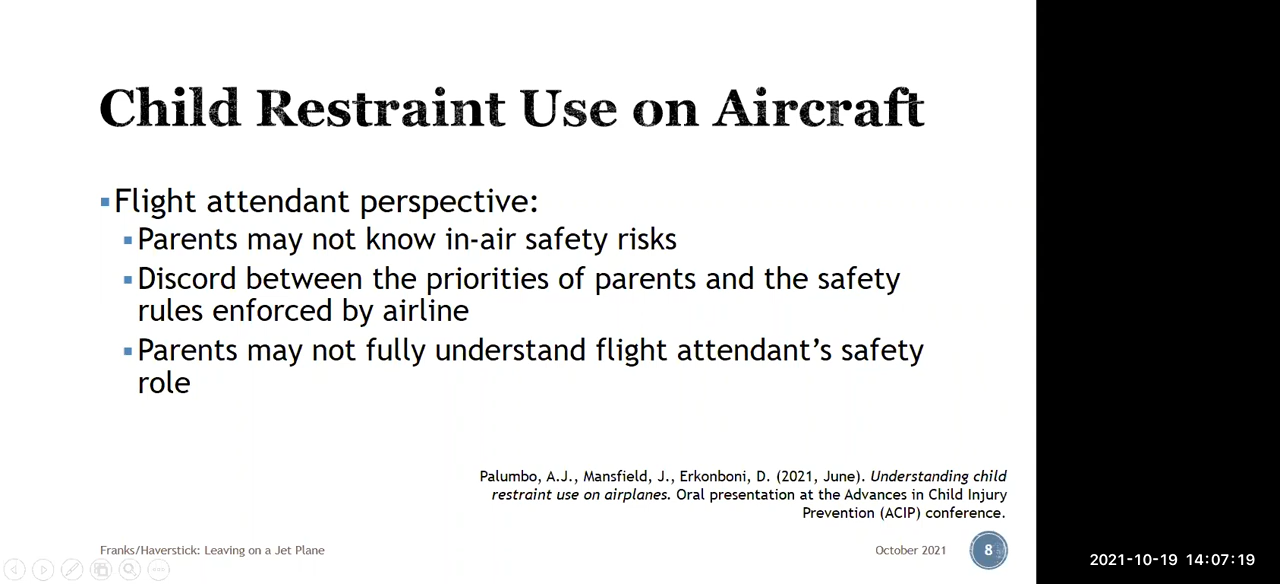 Child Restraint Use on Aircraft
Flight attendant perspective:
Parents may not know in-air safety risks
Discord between the priorities of parents and the safety
rules enforced by airline
Parents may not fully understand flight attendant’s safety
role
Palumbo, A.J., Mansfield, J., Erkonboni, D. (2021, June). Understanding child
restraint use on airplanes. Oral presentation at the Advances in Child Injury
Prevention (ACIP) conference.
Franks/Haverstick: Leaving on a Jet Plane
October 2021
8
2021-10-19 14:07:19